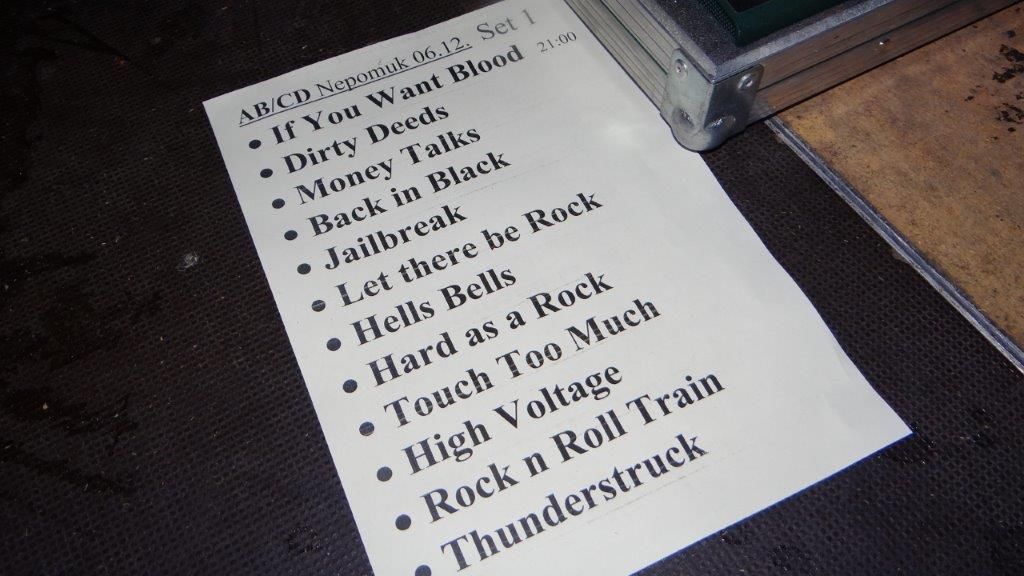 AB/CD Nepomuk 06.12. Set 1
21:00
• If You Want Blood
• Dirty Deeds
• Money Talks
• Back in Black
• Jailbreak
• Let there be Rock
• Hells Bells
• Hard as a Rock
• Touch Too Much
• High Voltage
• Rock n Roll Train
• Thunderstruck